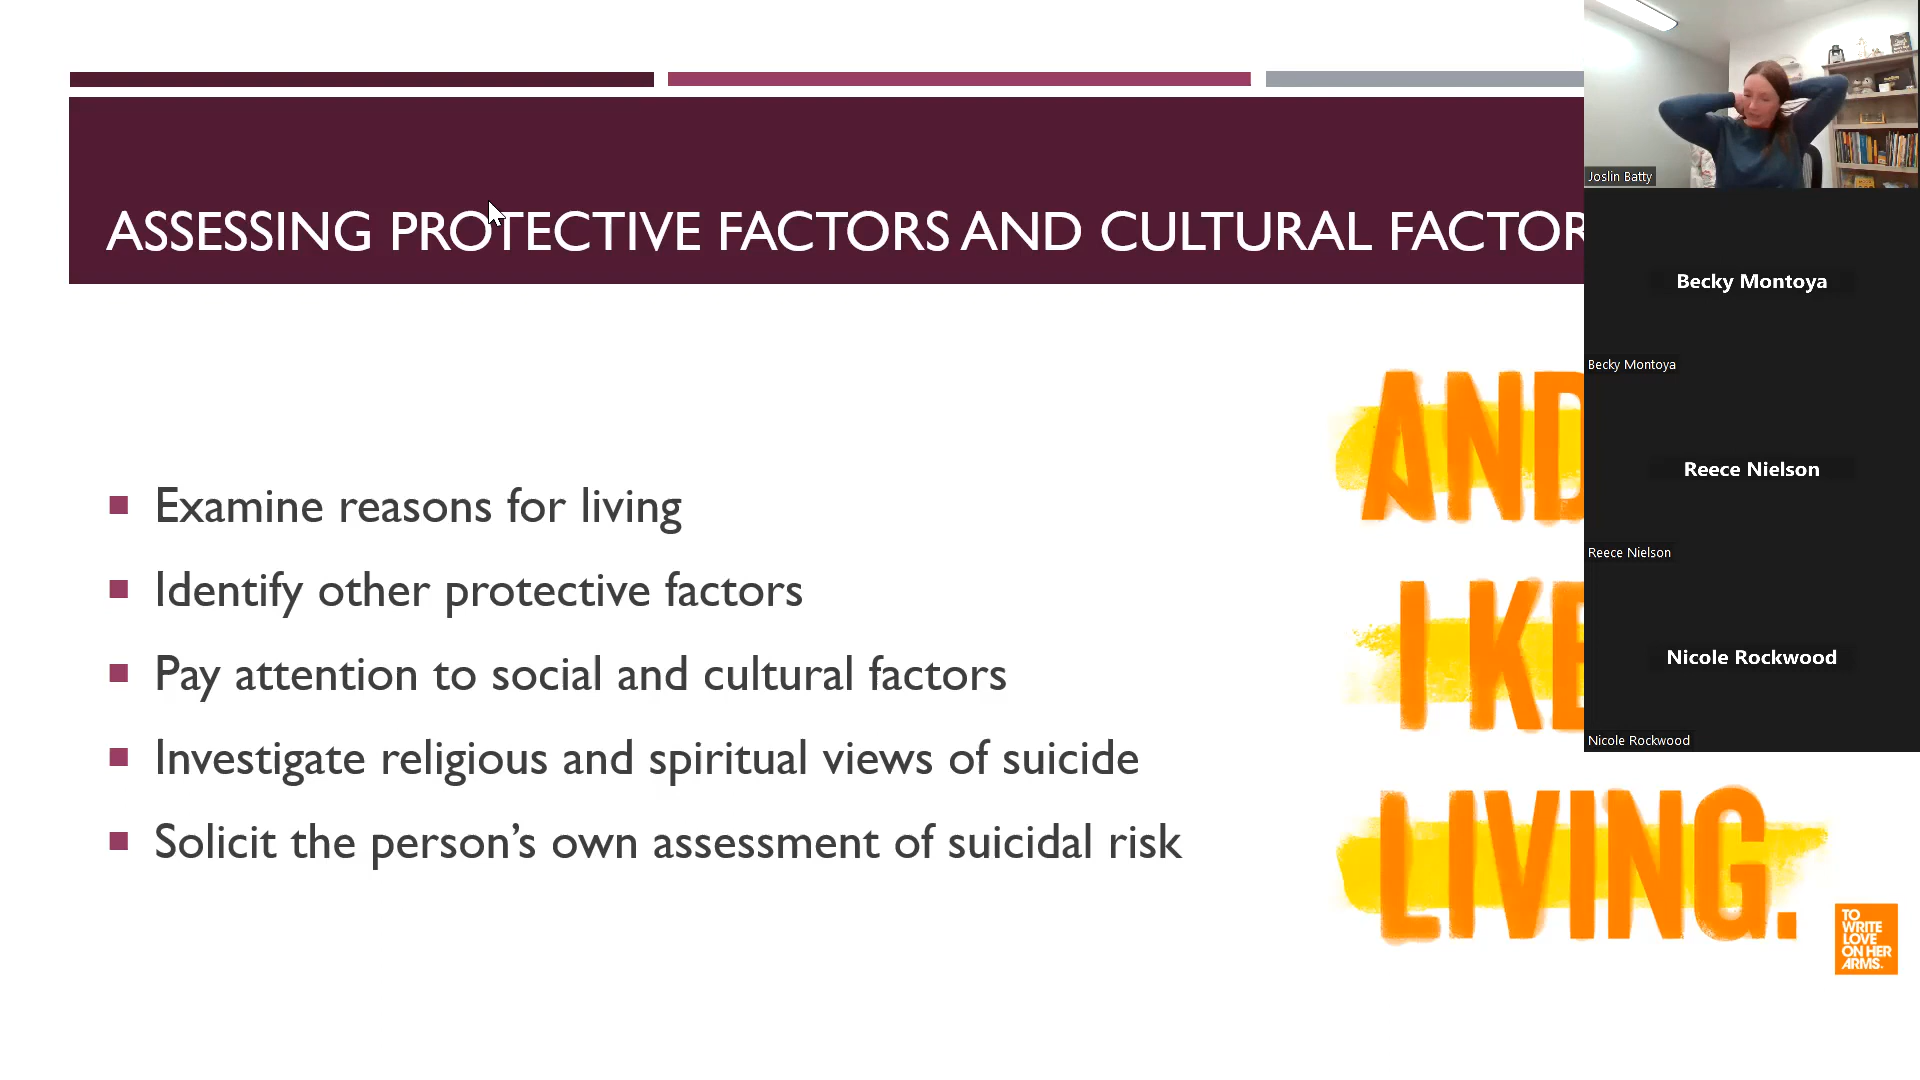 ASSESSING PROTECTIVE FACTORS AND CULTURAL FACTOR
Examine reasons for living
Identify other protective factors
Pay attention to social and cultural factors
Investigate religious and spiritual views of suicide
Solicit the person's own assessment of suicidal risk
AND
I KE
LIVING.
TO
WRITE
LOVE
ON HER
ARMS.
Joslin Batty
Becky Montoya
Becky Montoya
Reece Nielson
Reece Nielson
Nicole Rockwood
Nicole Rockwood